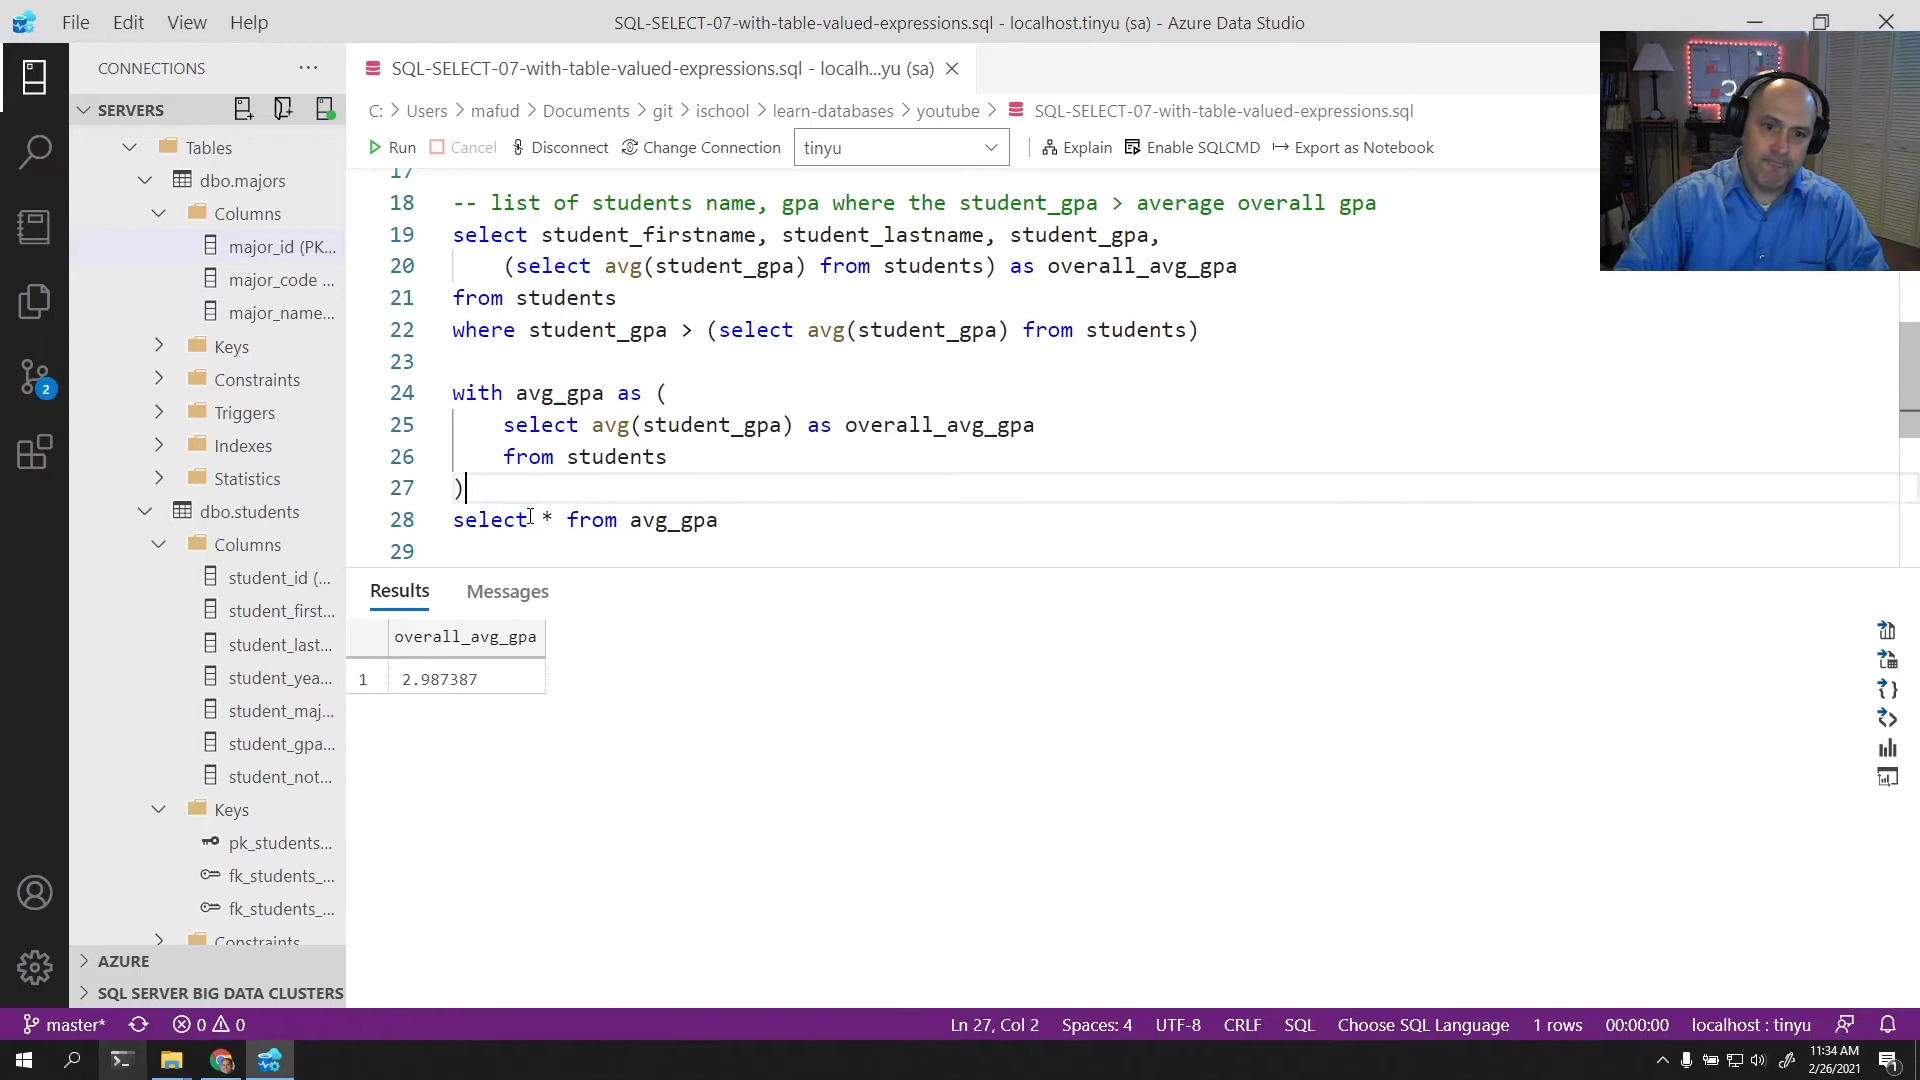 File Edit View Help
SQL-SELECT-07-with-table-valued-expressions.sql - localhost.tinyu (sa) - Azure Data Studio
CONNECTIONS
SQL-SELECT-07-with-table-valued-expressions.sql - localh...yu (sa)
SERVERS
C: > Users > mafud > Documents > git > ischool > learn-databases > youtube > SQL-SELECT-07-with-table-valued-expressions.sql
Run Cancel Disconnect Change Connection tinyu Explain Enable SQLCMD Export as Notebook
Tables
dbo.majors
Columns
major_id (PK...
major_code ...
major_name...
Keys
Constraints
Triggers
Indexes
Statistics
dbo.students
Columns
student_id (...
student_first...
student_last...
student_yea...
student_maj...
student_gpa...
student_not...
Keys
pk_students...
fk_students_...
fk_students_...
Constraints
AZURE
SQL SERVER BIG DATA CLUSTERS
17
18 -- list of students name, gpa where the student_gpa > average overall gpa
19 select student_firstname, student_lastname, student_gpa,
20 (select avg(student_gpa) from students) as overall_avg_gpa
21 from students
22 where student_gpa > (select avg(student_gpa) from students)
23
24 with avg_gpa as (
25 select avg(student_gpa) as overall_avg_gpa
26 from students
27 )
28 select * from avg_gpa
29
Results Messages
overall_avg_gpa
1 2.987387
master* 0 0 Ln 27, Col 2 Spaces: 4 UTF-8 CRLF SQL Choose SQL Language 1 rows 00:00:00 localhost : tinyu
2
11:34 AM
2/26/2021
1